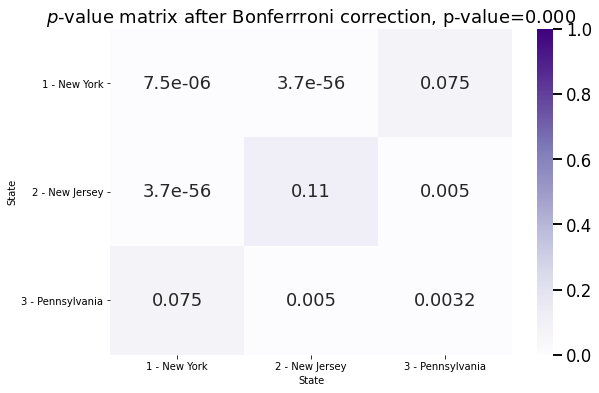 p-value matrix after Bonferrroni correction, p-value=0.000
1 - New York 7.5e-06 3.7e-56 0.075
2 - New Jersey 3.7e-56 0.11 0.005
3 - Pennsylvania 0.075 0.005 0.0032
State
1 - New York 2 - New Jersey 3 - Pennsylvania
State
1.0
0.8
0.6
0.4
0.2
0.0